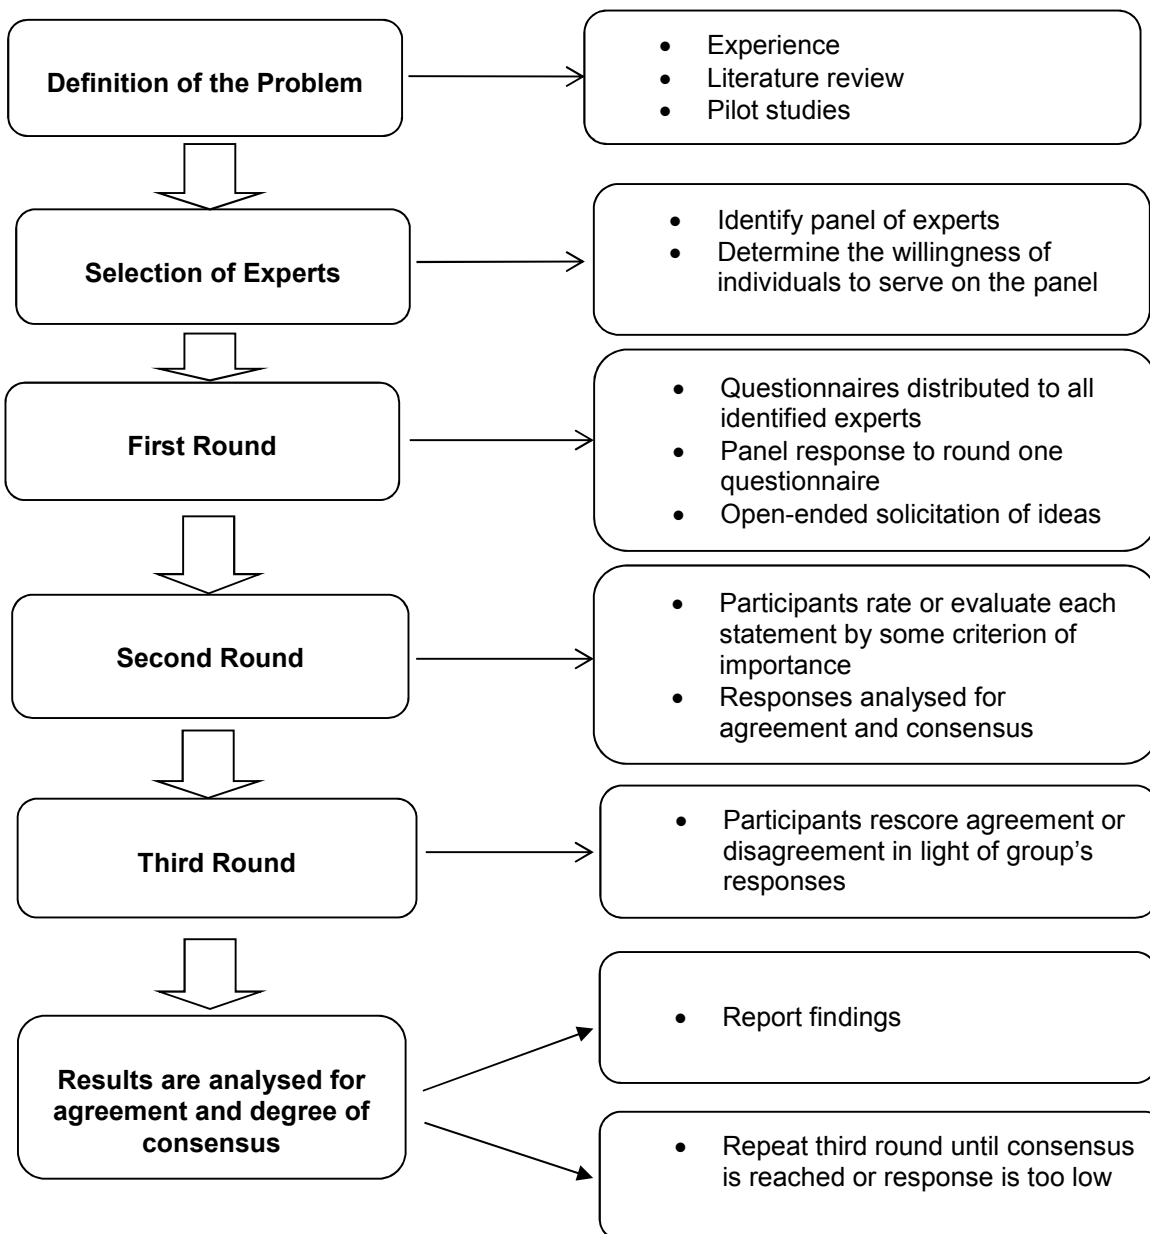 Definition of the Problem
• Experience
• Literature review
• Pilot studies
Selection of Experts
• Identify panel of experts
• Determine the willingness of
individuals to serve on the panel
First Round
• Questionnaires distributed to all
identified experts
• Panel response to round one
questionnaire
• Open-ended solicitation of ideas
Second Round
• Participants rate or evaluate each
statement by some criterion of
importance
• Responses analysed for
agreement and consensus
Third Round
• Participants rescore agreement or
disagreement in light of group’s
responses
Results are analysed for
agreement and degree of
consensus
• Report findings
• Repeat third round until consensus
is reached or response is too low